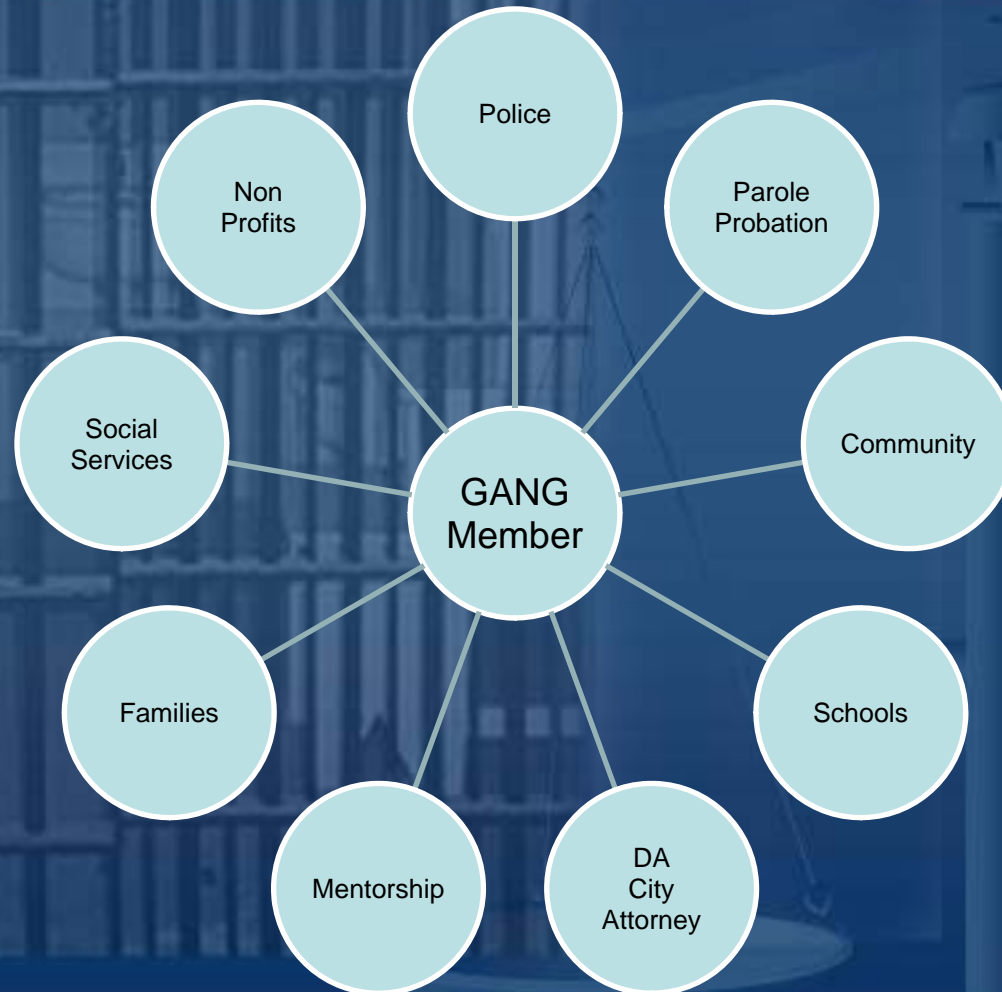 Police
Non
Profits
Parole
Probation
Social
Services
Community
GANG
Member
Families
Schools
Mentorship
DA
City
Attorney